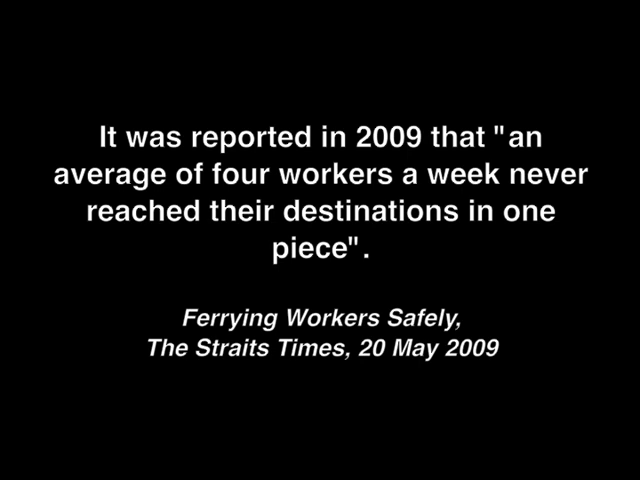 It was reported in 2009 that "an
average of four workers a week never
reached their destinations in one
piece".
Ferrying Workers Safely,
The Straits Times, 20 May 2009